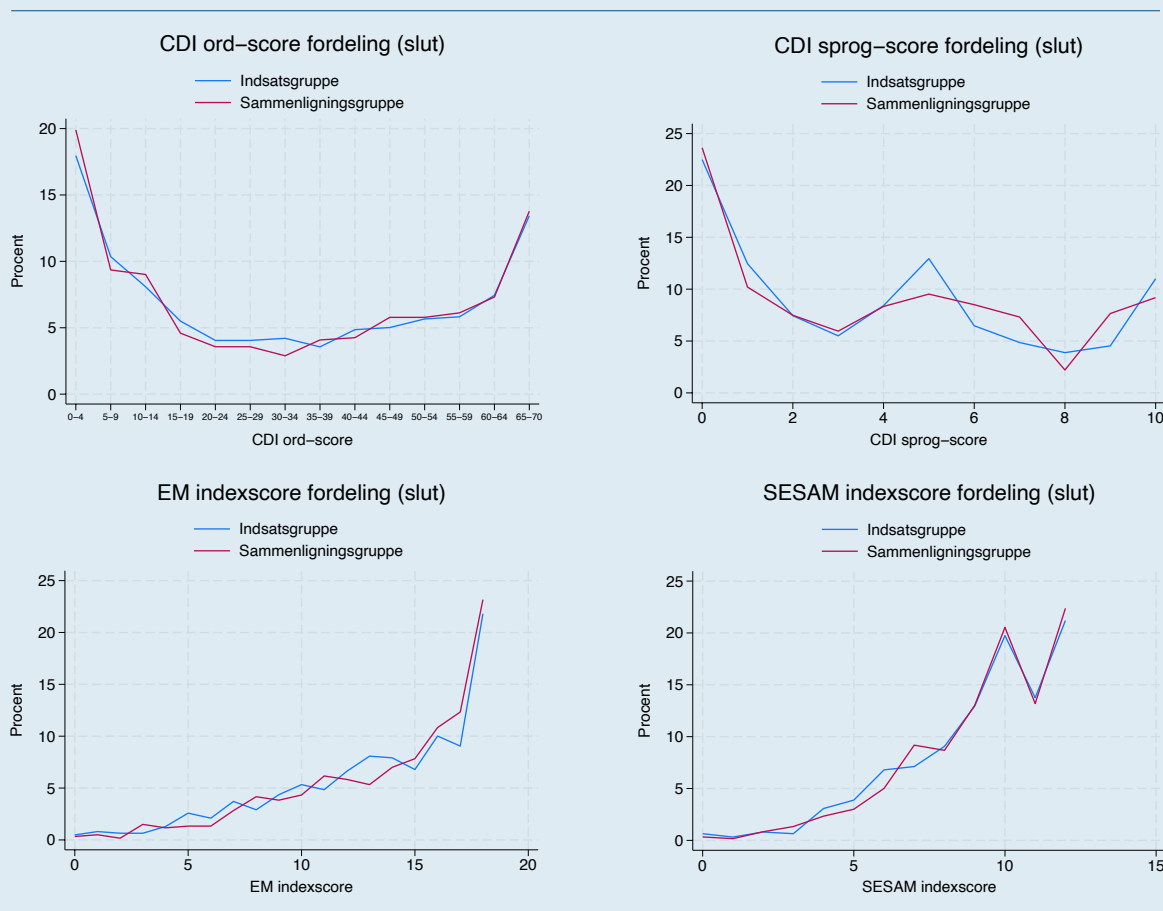 CDI ord–score fordeling (slut)
Indsatsgruppe
Sammenligningsgruppe
20
15
10
5
0
Procent
0–4 5–9 10–14 15–19 20–24 25–29 30–34 35–39 40–44 45–49 50–54 55–59 60–64 65–70
CDI ord–score
CDI sprog–score fordeling (slut)
Indsatsgruppe
Sammenligningsgruppe
25
20
15
10
5
0
Procent
0 2 4 6 8 10
CDI sprog–score
EM indexscore fordeling (slut)
Indsatsgruppe
Sammenligningsgruppe
25
20
15
10
5
0
Procent
0 5 10 15 20
EM indexscore
SESAM indexscore fordeling (slut)
Indsatsgruppe
Sammenligningsgruppe
25
20
15
10
5
0
Procent
0 5 10 15
SESAM indexscore